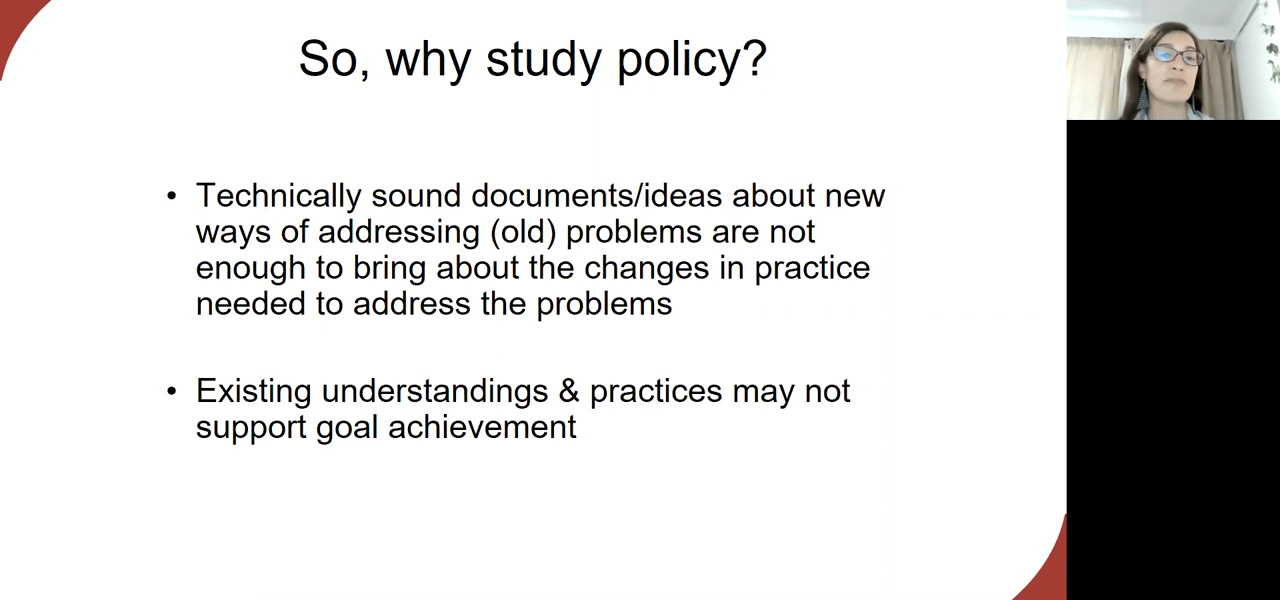 So, why study policy?
• Technically sound documents/ideas about new
ways of addressing (old) problems are not
enough to bring about the changes in practice
needed to address the problems
• Existing understandings & practices may not
support goal achievement